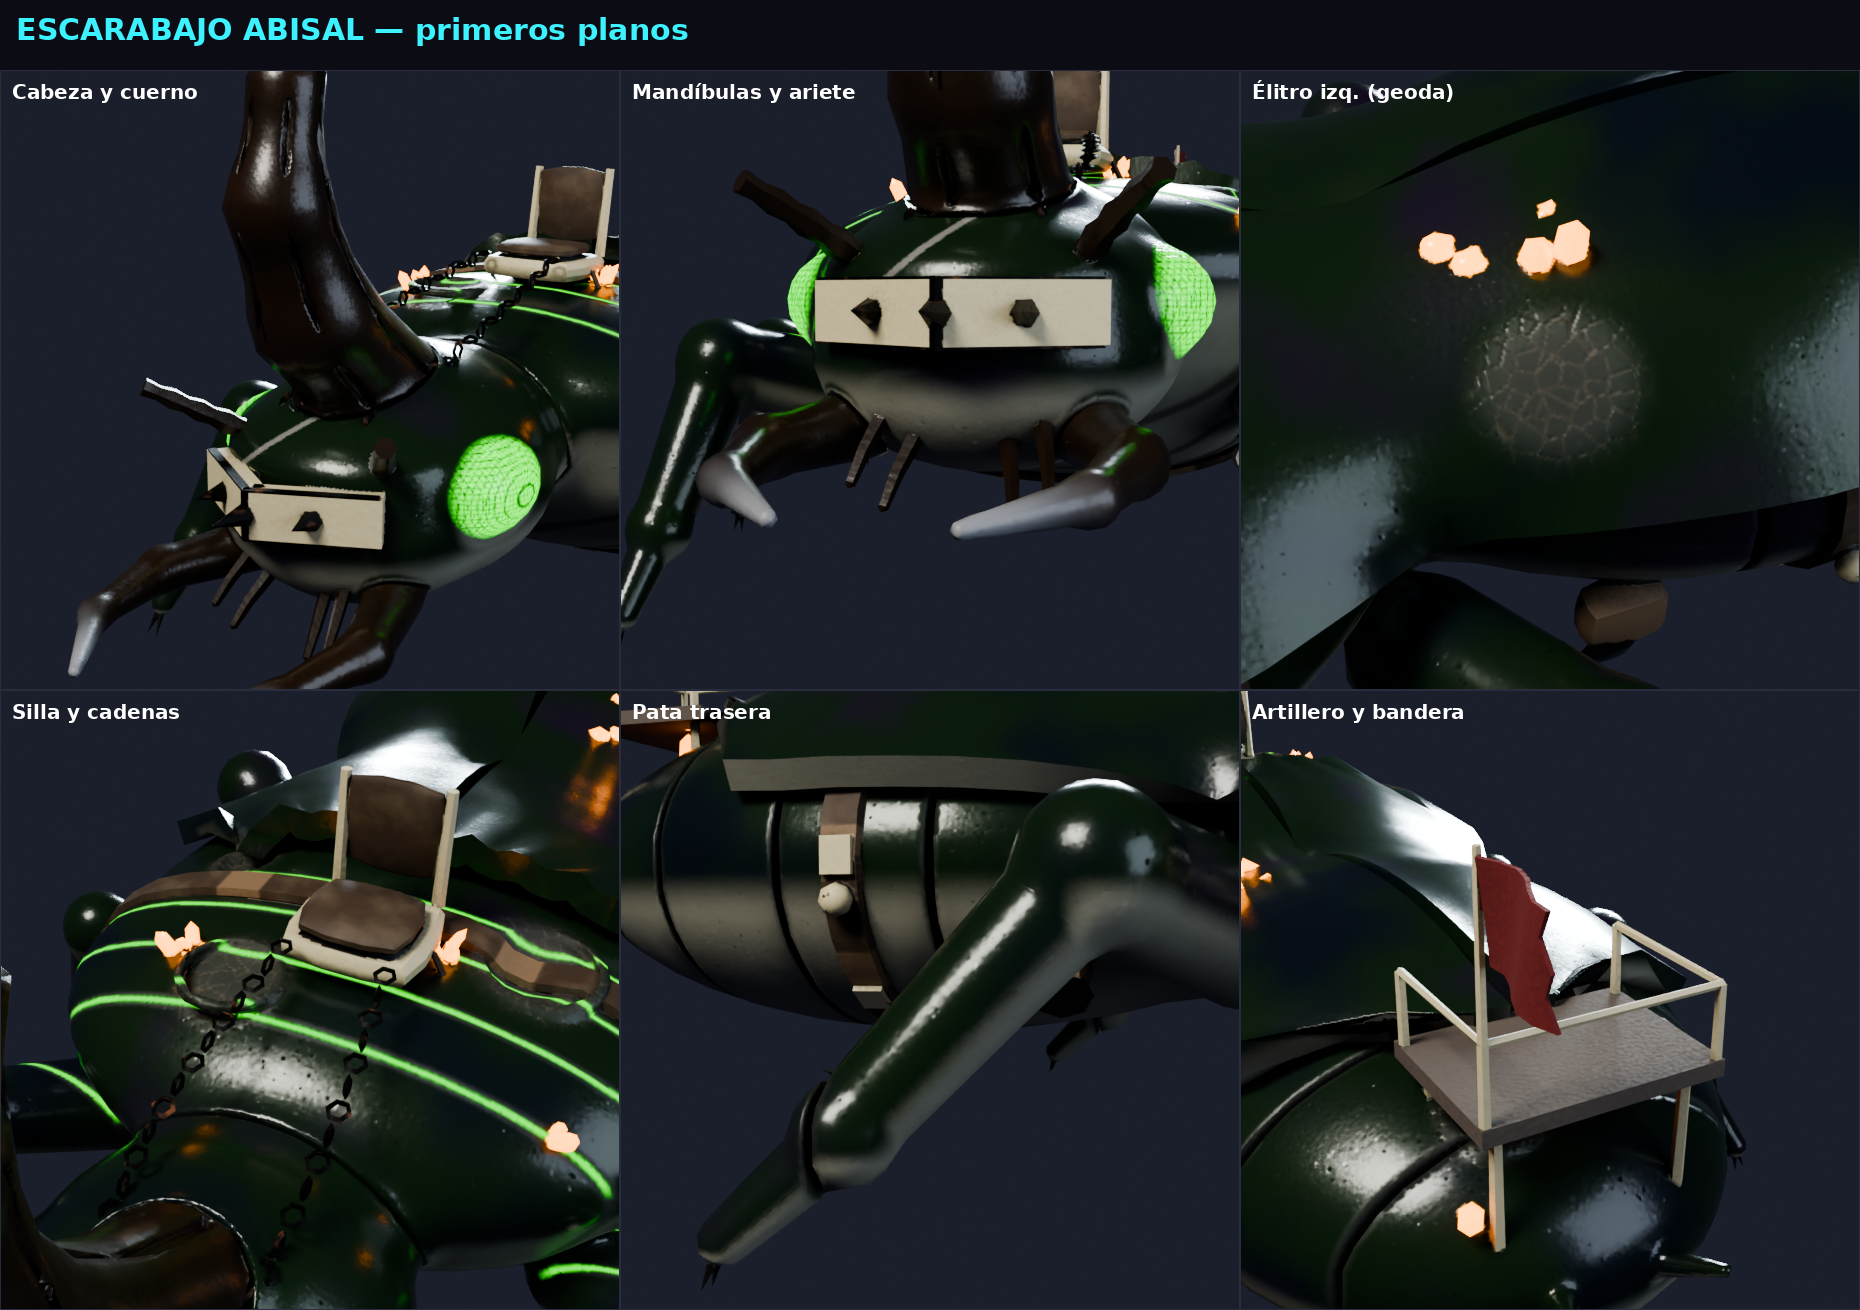 ESCARABAJO ABISAL — primeros planos
Cabeza y cuerno
Mandíbulas y ariete
Élitro izq. (geoda)
Silla y cadenas
Pata trasera
Artillero y bandera